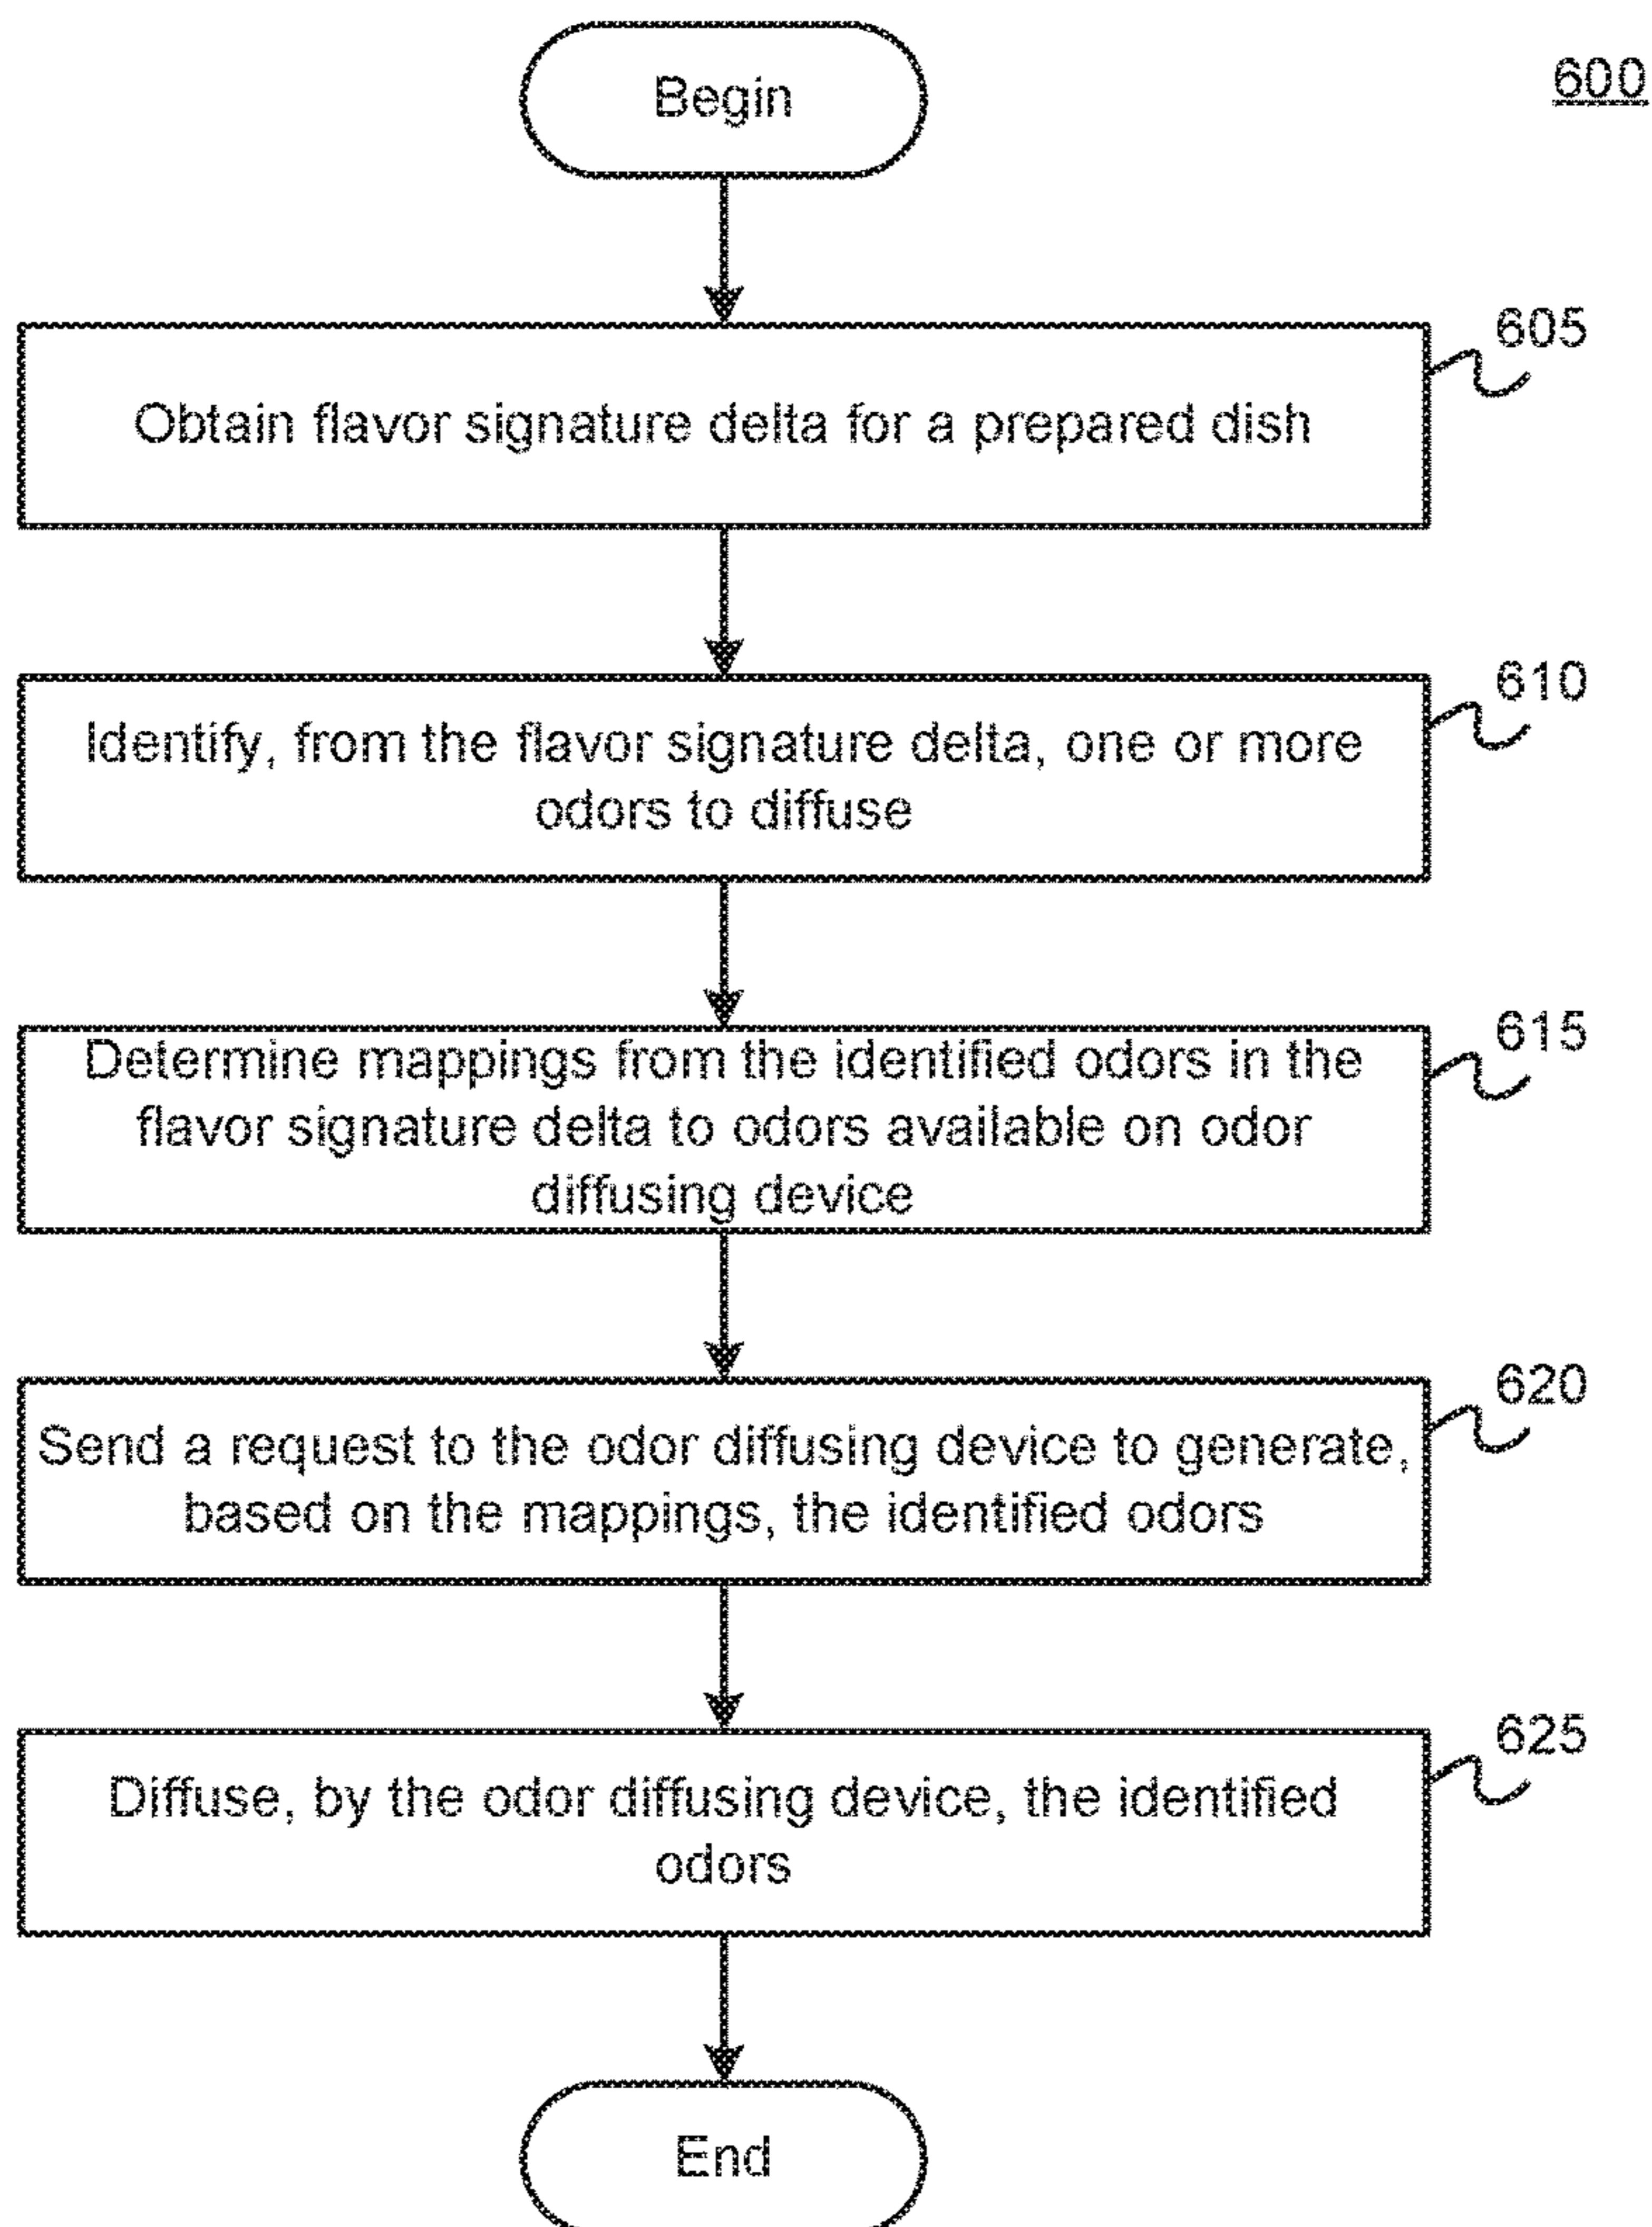 Begin
600
605
Obtain flavor signature delta for a prepared dish
610
Identify, from the flavor signature delta, one or more
odors to diffuse
615
Determine mappings from the identified odors in the
flavor signature delta to odors available on odor
diffusing device
620
Send a request to the odor diffusing device to generate,
based on the mappings, the identified odors
625
Diffuse, by the odor diffusing device, the identified
odors
End